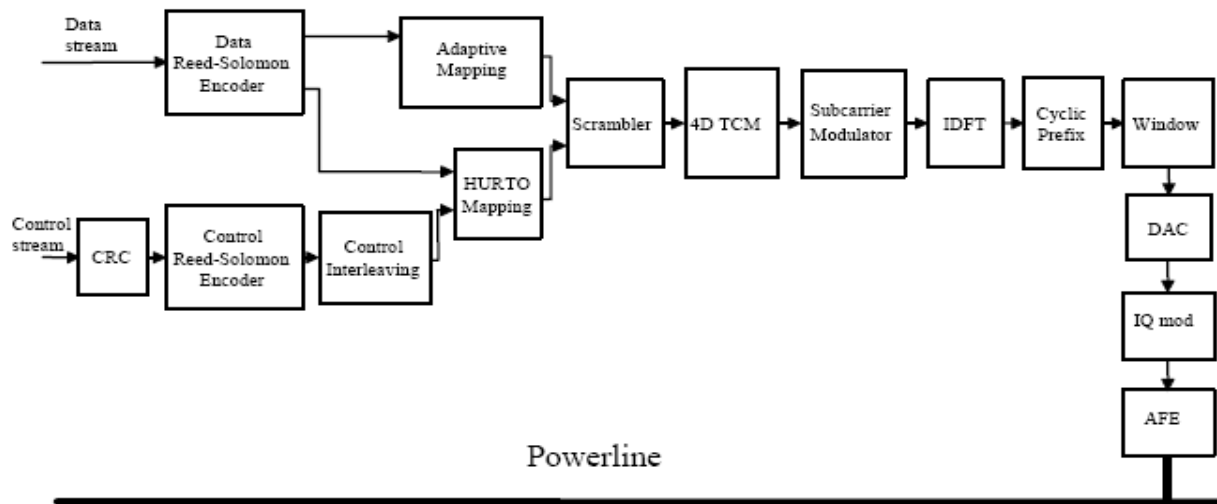 Data
stream
Data
Reed-Solomon
Encoder
Adaptive
Mapping
Scrambler
4D TCM
Subcarrier
Modulator
IDFT
Cyclic
Prefix
Window
HURTO
Mapping
Control
stream
CRC
Control
Reed-Solomon
Encoder
Control
Interleaving
DAC
IQ mod
AFE
Powerline